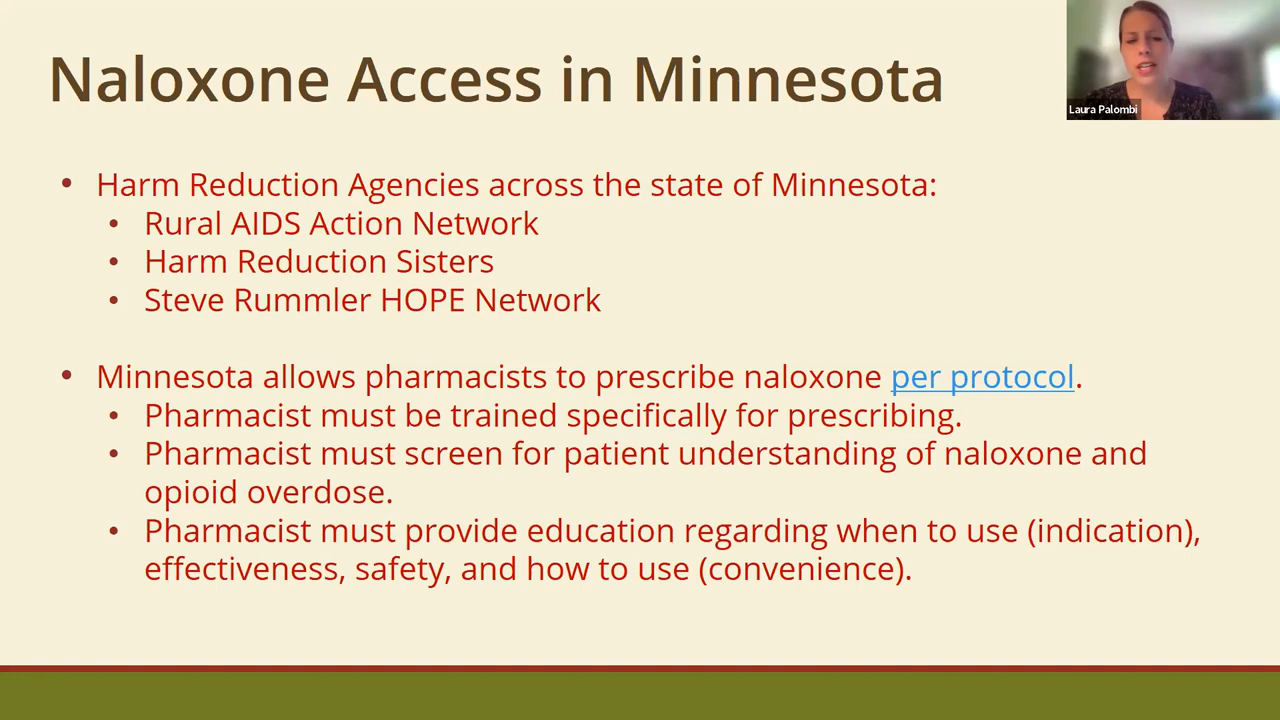 Naloxone Access in Minnesota
Laura Palombi
• Harm Reduction Agencies across the state of Minnesota:
• Rural AIDS Action Network
• Harm Reduction Sisters
• Steve Rummler HOPE Network
• Minnesota allows pharmacists to prescribe naloxone per protocol.
• Pharmacist must be trained specifically for prescribing.
• Pharmacist must screen for patient understanding of naloxone and
opioid overdose.
• Pharmacist must provide education regarding when to use (indication),
effectiveness, safety, and how to use (convenience).